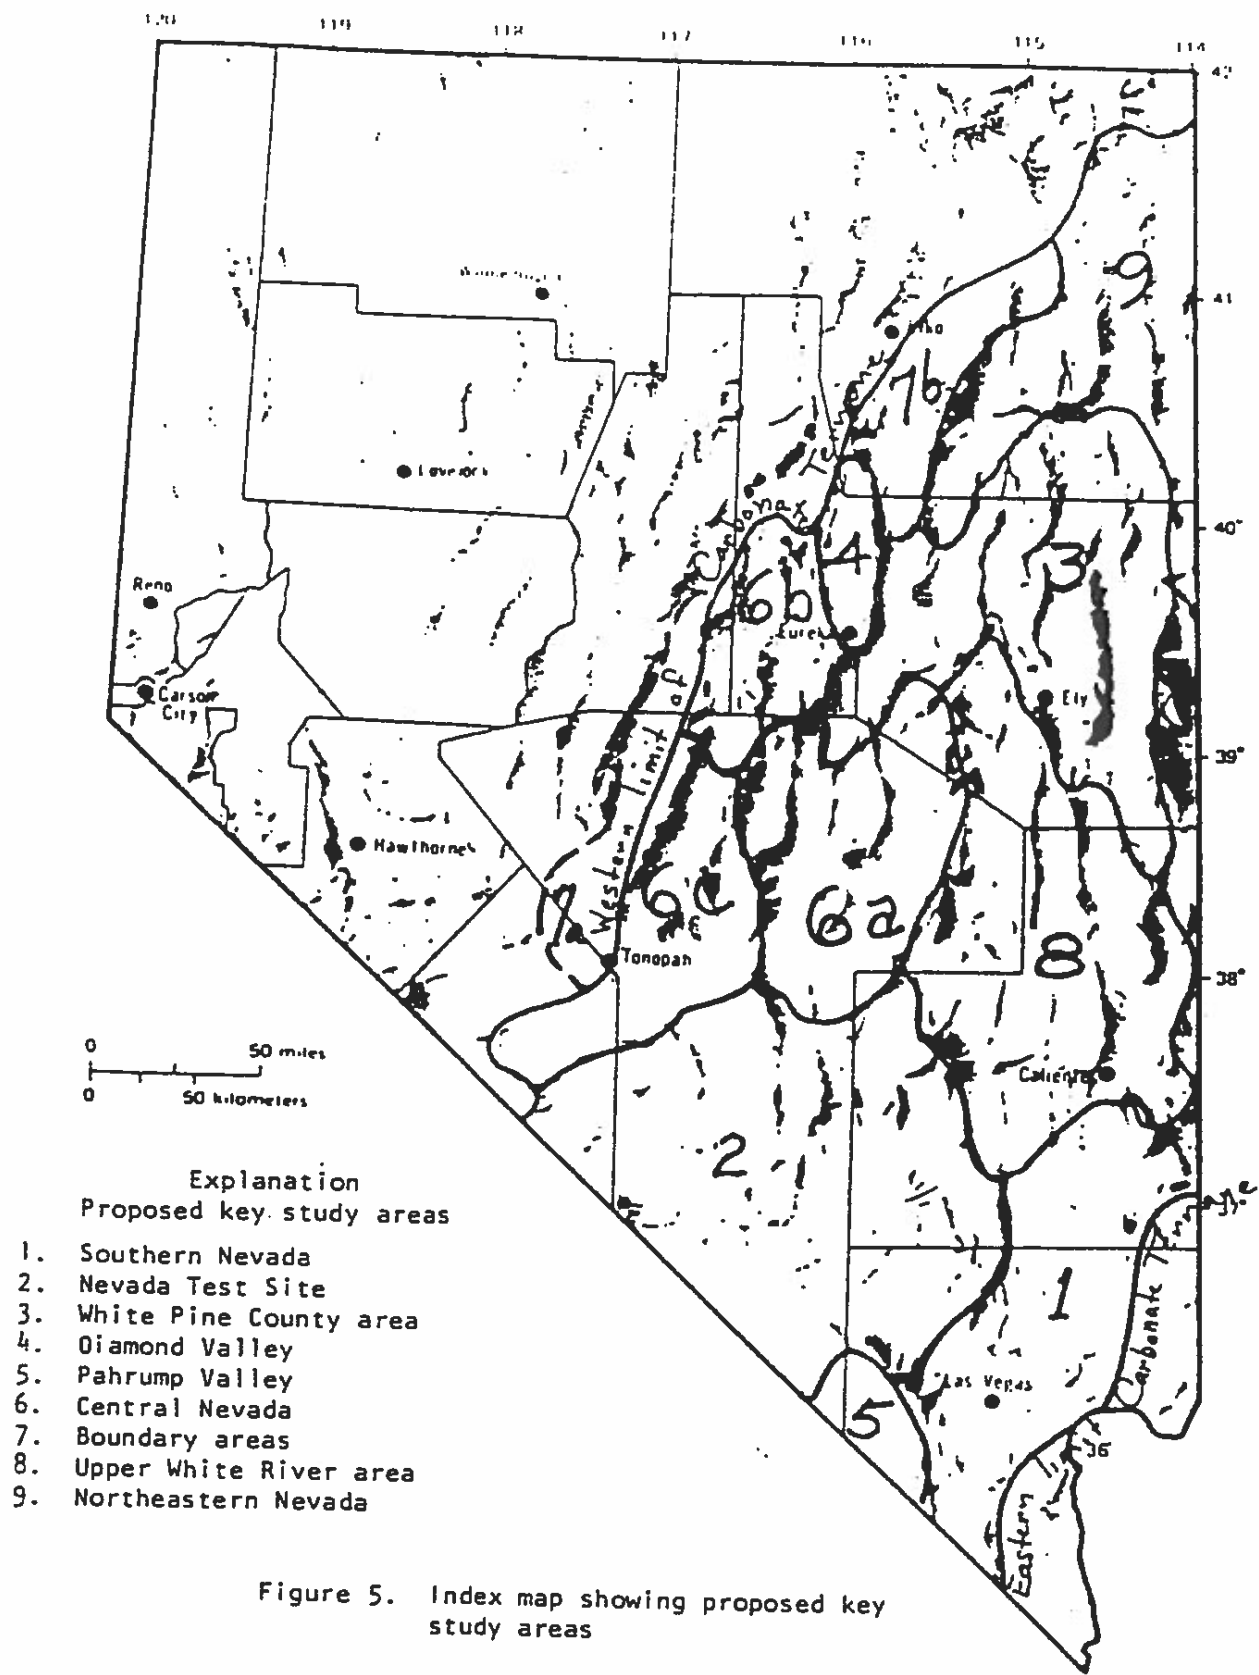 120 119 118 117 116 115 114
42
9
41
Elko
7b
Lovelock
Western limit of Carbonate Terrane
40°
4
3
6b
Reno
Eureka
Carson
City
Ely
39°
Hawthorne
7
6c
6a
Tonopah
8
38°
0 50 miles
0 50 kilometers
Caliente
2
37°
1
Las Vegas
5
36
Eastern
Carbonate
Explanation
Proposed key study areas
1. Southern Nevada
2. Nevada Test Site
3. White Pine County area
4. Diamond Valley
5. Pahrump Valley
6. Central Nevada
7. Boundary areas
8. Upper White River area
9. Northeastern Nevada
Figure 5. Index map showing proposed key
study areas